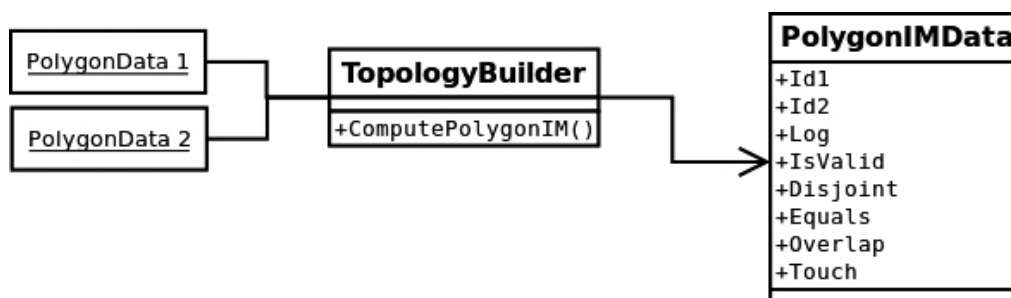 PolygonData 1
PolygonData 2
TopologyBuilder
+ComputePolygonIM()
PolygonIMData
+Id1
+Id2
+Log
+IsValid
+Disjoint
+Equals
+Overlap
+Touch